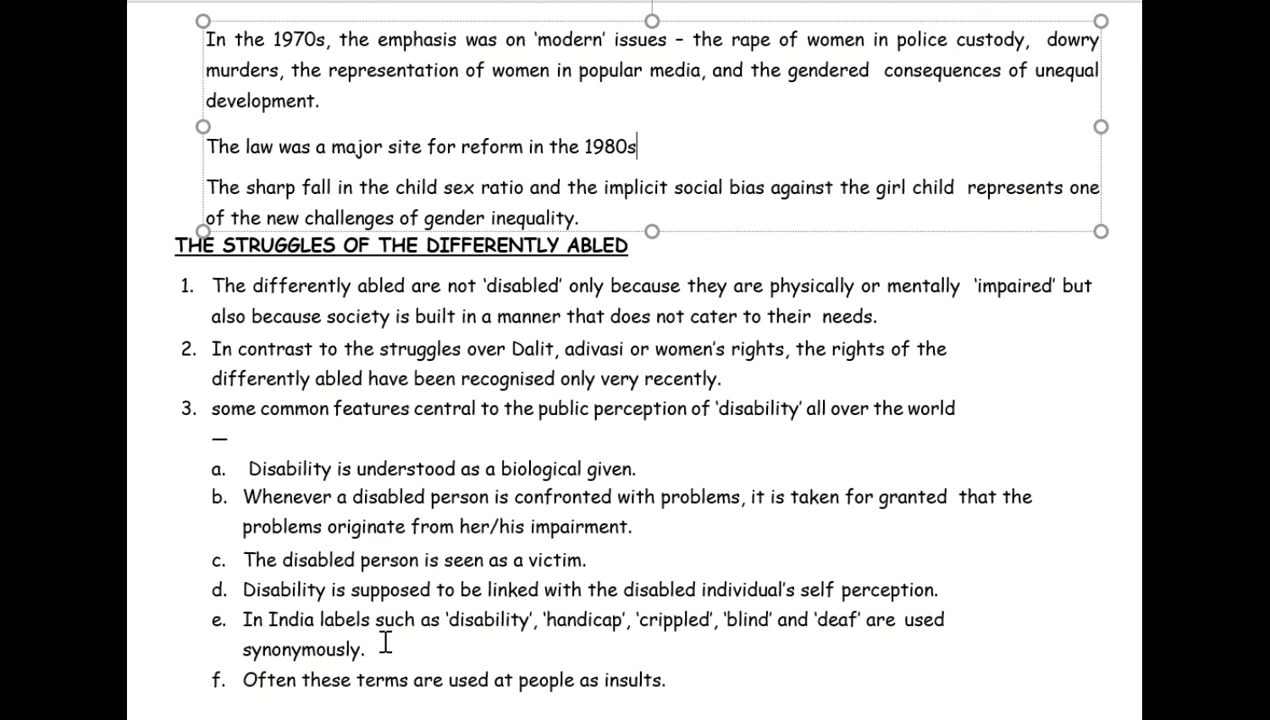 In the 1970s, the emphasis was on ‘modern’ issues – the rape of women in police custody, dowry
murders, the representation of women in popular media, and the gendered consequences of unequal
development.
The law was a major site for reform in the 1980s
The sharp fall in the child sex ratio and the implicit social bias against the girl child represents one
of the new challenges of gender inequality.
THE STRUGGLES OF THE DIFFERENTLY ABLED
1. The differently abled are not ‘disabled’ only because they are physically or mentally ‘impaired’ but
also because society is built in a manner that does not cater to their needs.
2. In contrast to the struggles over Dalit, adivasi or women’s rights, the rights of the
differently abled have been recognised only very recently.
3. some common features central to the public perception of ‘disability’ all over the world
—
a. Disability is understood as a biological given.
b. Whenever a disabled person is confronted with problems, it is taken for granted that the
problems originate from her/his impairment.
c. The disabled person is seen as a victim.
d. Disability is supposed to be linked with the disabled individual’s self perception.
e. In India labels such as ‘disability’, ‘handicap’, ‘crippled’, ‘blind’ and ‘deaf’ are used
synonymously.
f. Often these terms are used at people as insults.